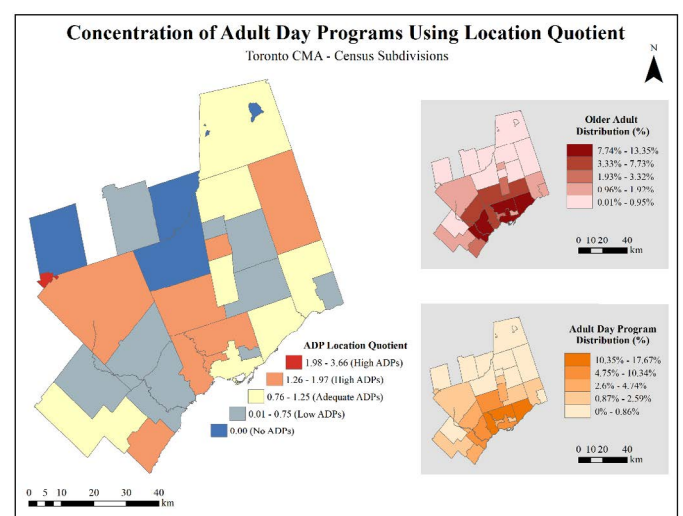 Concentration of Adult Day Programs Using Location Quotient
Toronto CMA - Census Subdivisions
N
Older Adult
Distribution (%)
7.74% - 13.35%
3.33% - 7.73%
1.93% - 3.32%
0.96% - 1.92%
0.01% - 0.95%
0 10 20 40
km
ADP Location Quotient
1.98 - 3.66 (High ADPs)
1.26 - 1.97 (High ADPs)
0.76 - 1.25 (Adequate ADPs)
0.01 - 0.75 (Low ADPs)
0.00 (No ADPs)
Adult Day Program
Distribution (%)
10.35% - 17.67%
4.75% - 10.34%
2.6% - 4.74%
0.87% - 2.59%
0% - 0.86%
0 10 20 40
km
0 5 10 20 30 40
km